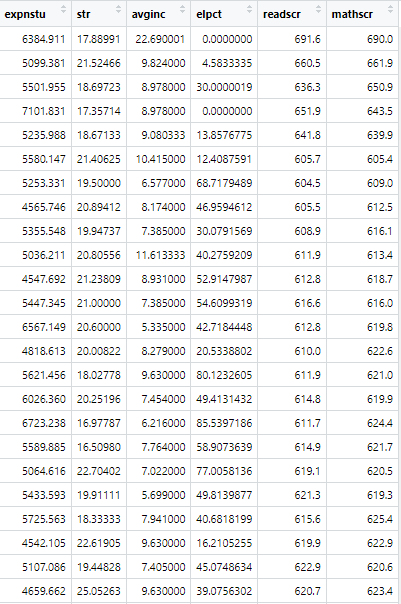 expnstu str avginc elpct readscr mathscr
6384.911 17.88991 22.690001 0.0000000 691.6 690.0
5099.381 21.52466 9.824000 4.5833335 660.5 661.9
5501.955 18.69723 8.978000 30.0000019 636.3 650.9
7101.831 17.35714 8.978000 0.0000000 651.9 643.5
5235.988 18.67133 9.080333 13.8576775 641.8 639.9
5580.147 21.40625 10.415000 12.4087591 605.7 605.4
5253.331 19.50000 6.577000 68.7179489 604.5 609.0
4565.746 20.89412 8.174000 46.9594612 605.5 612.5
5355.548 19.94737 7.385000 30.0791569 608.9 616.1
5036.211 20.80556 11.613333 40.2759209 611.9 613.4
4547.692 21.23809 8.931000 52.9147987 612.8 618.7
5447.345 21.00000 7.385000 54.6099319 616.6 616.0
6567.149 20.60000 5.335000 42.7184448 612.8 619.8
4818.613 20.00822 8.279000 20.5338802 610.0 622.6
5621.456 18.02778 9.630000 80.1232605 611.9 621.0
6026.360 20.25196 7.454000 49.4131432 614.8 619.9
6723.238 16.97787 6.216000 85.5397186 611.7 624.4
5589.885 16.50980 7.764000 58.9073639 614.9 621.7
5064.616 22.70402 7.022000 77.0058136 619.1 620.5
5433.593 19.91111 5.699000 49.8139877 621.3 619.3
5725.563 18.33333 7.941000 40.6818199 615.6 625.4
4542.105 22.61905 9.630000 16.2105255 619.9 622.9
5107.086 19.44828 7.405000 45.0748634 622.9 620.6
4659.662 25.05263 9.630000 39.0756302 620.7 623.4